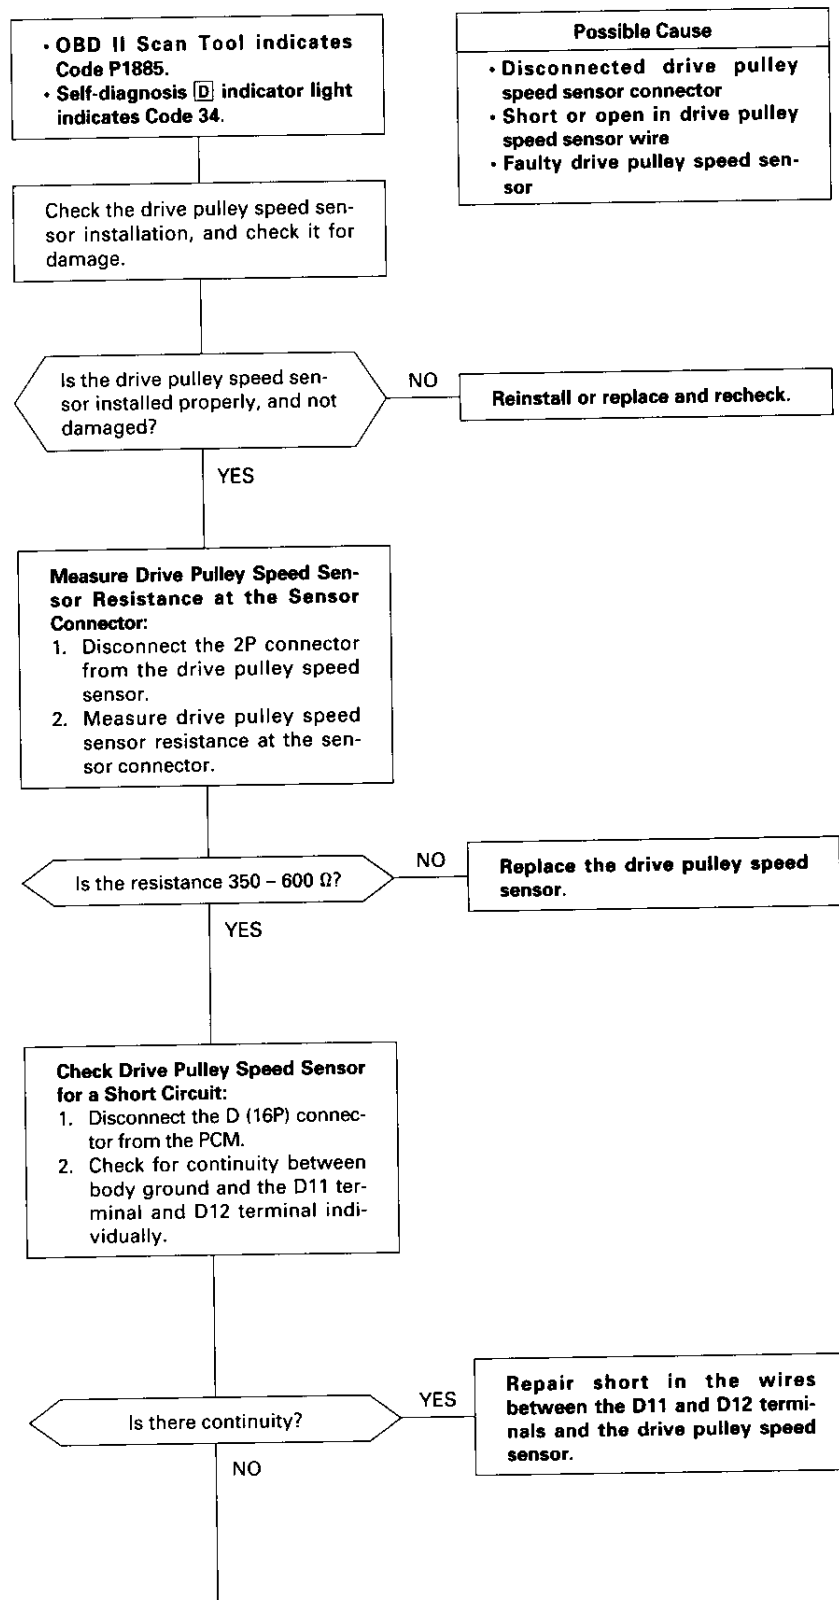 • OBD II Scan Tool indicates
Code P1885.
• Self-diagnosis D indicator light
indicates Code 34.
Possible Cause
• Disconnected drive pulley
speed sensor connector
• Short or open in drive pulley
speed sensor wire
• Faulty drive pulley speed sen-
sor
Check the drive pulley speed sen-
sor installation, and check it for
damage.
Is the drive pulley speed sen-
sor installed properly, and not
damaged?
NO
Reinstall or replace and recheck.
YES
Measure Drive Pulley Speed Sen-
sor Resistance at the Sensor
Connector:
1. Disconnect the 2P connector
from the drive pulley speed
sensor.
2. Measure drive pulley speed
sensor resistance at the sen-
sor connector.
Is the resistance 350 – 600 Ω?
NO
Replace the drive pulley speed
sensor.
YES
Check Drive Pulley Speed Sensor
for a Short Circuit:
1. Disconnect the D (16P) connec-
tor from the PCM.
2. Check for continuity between
body ground and the D11 ter-
minal and D12 terminal indi-
vidually.
Is there continuity?
YES
Repair short in the wires
between the D11 and D12 termi-
nals and the drive pulley speed
sensor.
NO